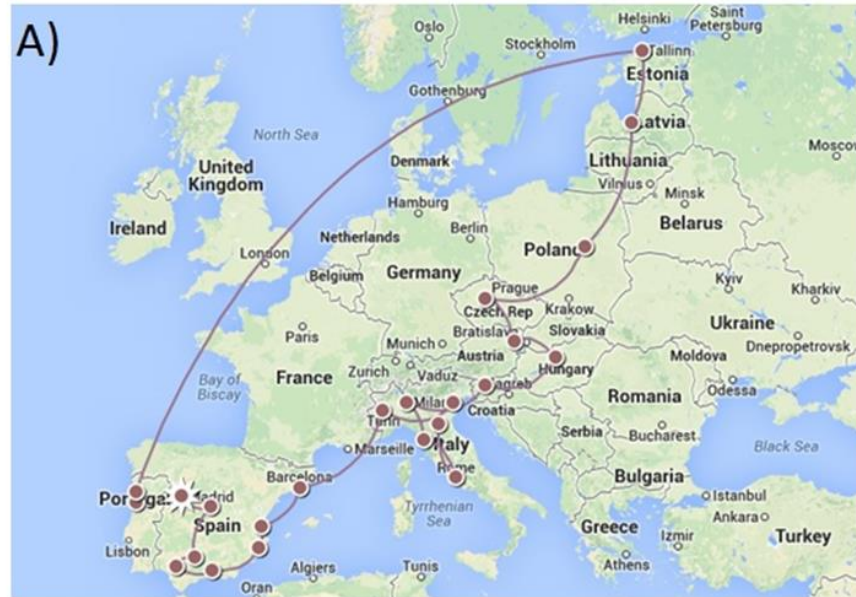 A)
Oslo
Helsinki
Saint
Petersburg
Stockholm
Tallinn
Estonia
Gothenburg
North Sea
Latvia
Moscow
Denmark
Lithuania
United
Kingdom
Vilnius
Minsk
Hamburg
Ireland
Belarus
Berlin
Netherlands
London
Poland
Germany
Belgium
Kyiv
Prague
Kharkiv
Czech Rep
Krakow
Paris
Ukraine
Bratislav
Slovakia
Munich
Dnepropetrovsk
Austria
Zurich
Vaduz
Hungary
Moldova
France
Bay of
Biscay
Zagreb
Odessa
Milan
Croatia
Romania
Turin
Serbia
Bucharest
Marseille
Italy
Black Sea
Barcelona
Rome
Bulgaria
Portugal
Madrid
Istanbul
Spain
Tyrrhenian
Sea
Ankara
Greece
Turkey
Lisbon
Izmir
Algiers
Tunis
Athens
Oran